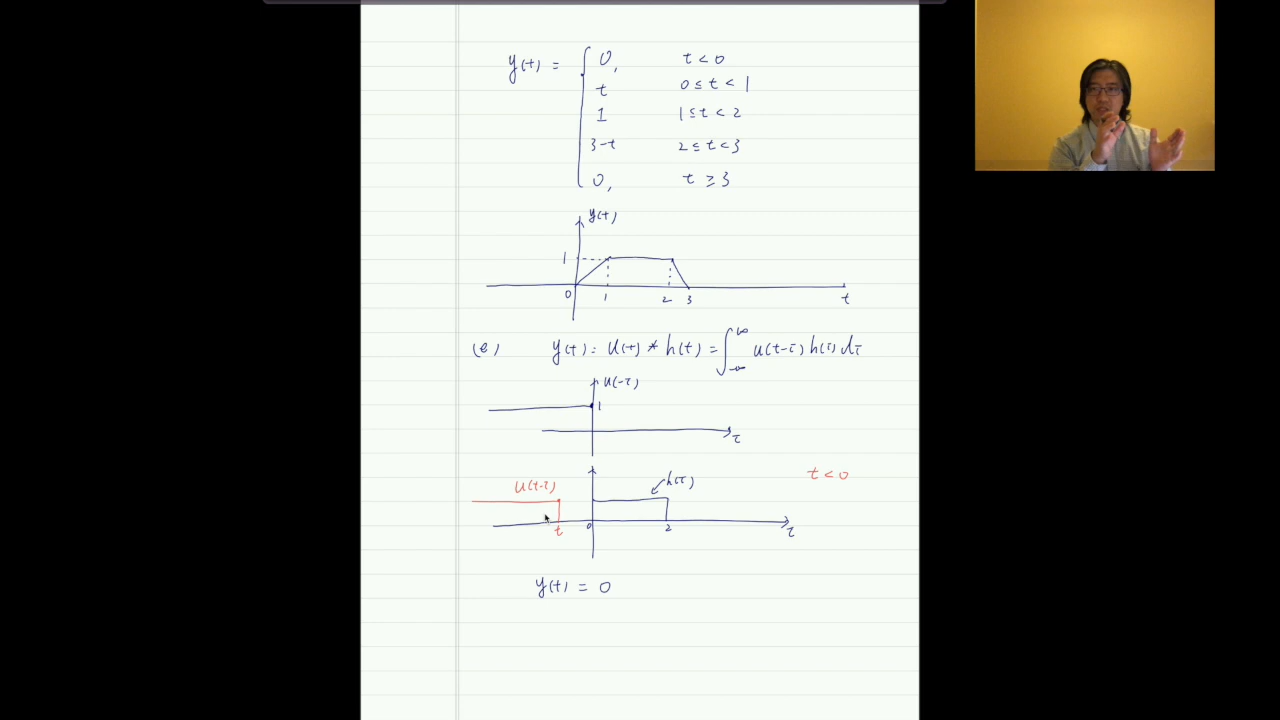 y(t) = { 0, t < 0
t 0 ≤ t < 1
1 1 ≤ t < 2
3-t 2 ≤ t < 3
0, t ≥ 3
y(t)
1
0 1 2 3 t
(e) y(t) = u(t) * h(t) = ∫_{-∞}^{+∞} u(t-τ) h(τ) dτ
u(-τ)
1
τ
t < 0
u(t-τ) h(τ)
t 0 2 τ
y(t) = 0